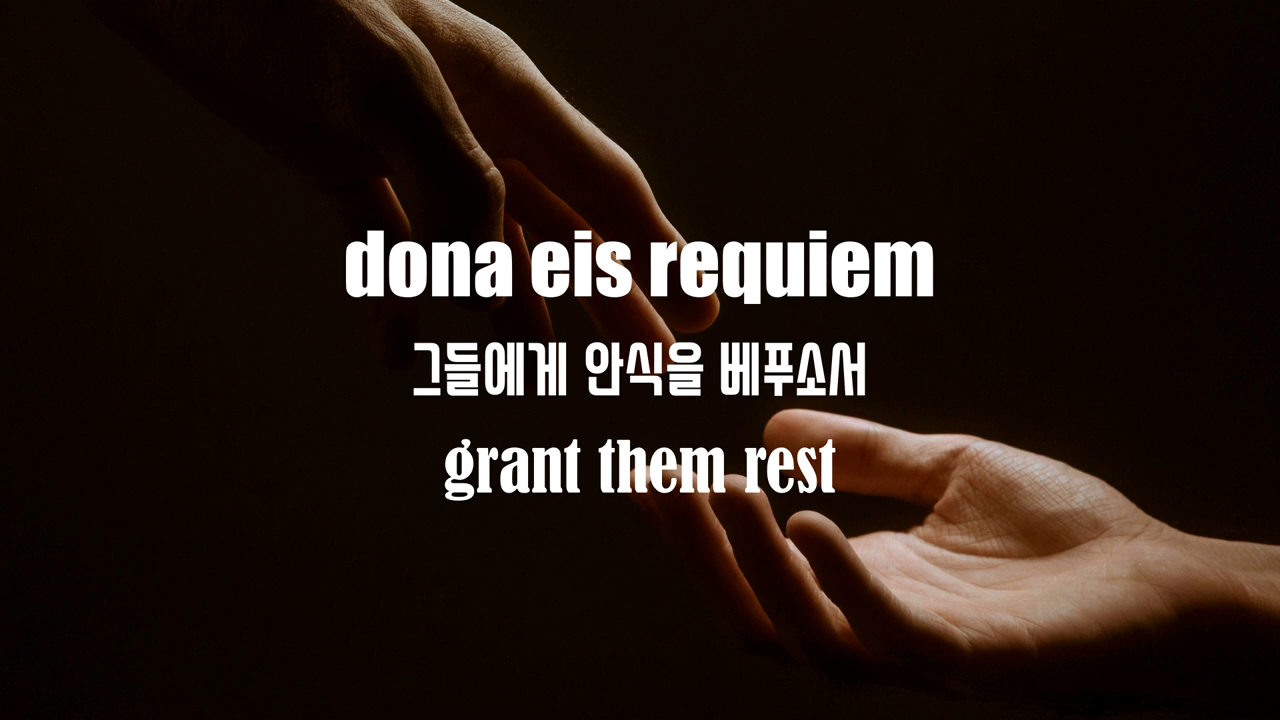 dona eis requiem
그들에게 안식을 베푸소서
grant them rest